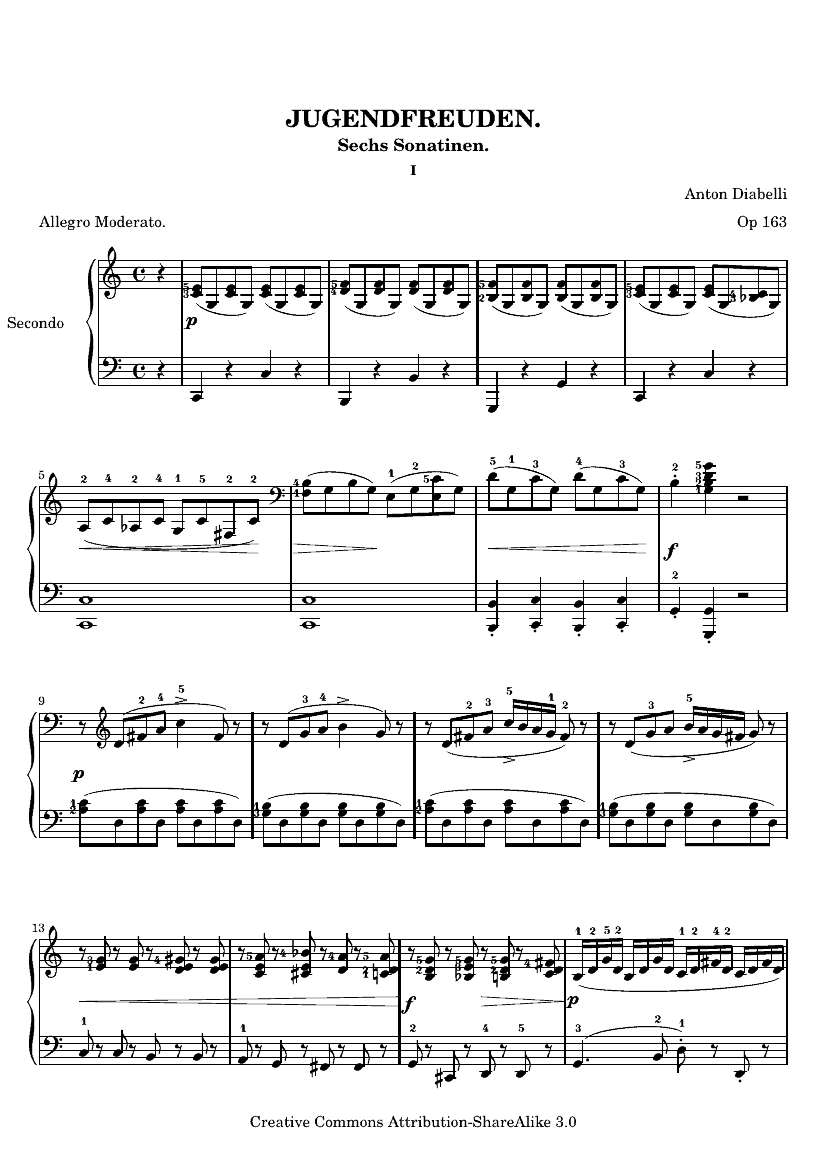 JUGENDFREUDEN.
Sechs Sonatinen.
I
Anton Diabelli
Allegro Moderato.
Op 163
Secondo
p
5
f
9
p
13
f
p
Creative Commons Attribution-ShareAlike 3.0